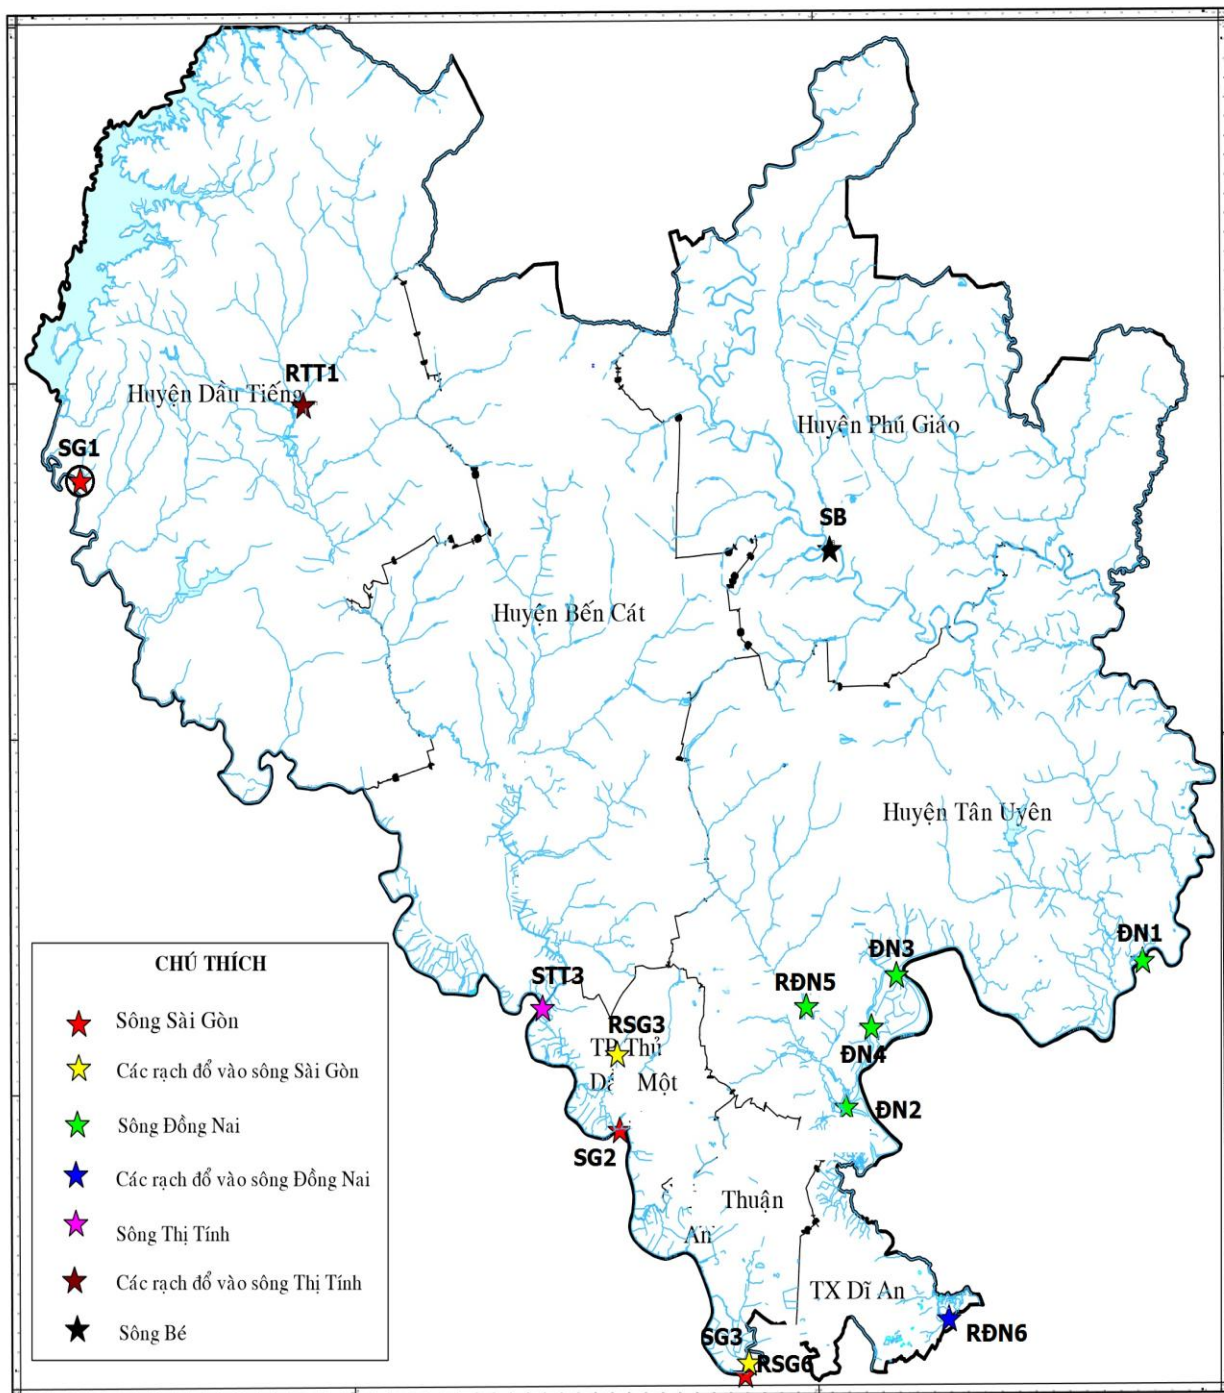 RTT1
Huyện Dầu Tiếng
Huyện Phú Giáo
SG1
SB
Huyện Bến Cát
Huyện Tân Uyên
ĐN1
ĐN3
STT3
RĐN5
RSG3
TP Thủ
ĐN4
Một
ĐN2
SG2
Thuận
An
TX Dĩ An
RĐN6
SG3
RSG6
CHÚ THÍCH
Sông Sài Gòn
Các rạch đổ vào sông Sài Gòn
Sông Đồng Nai
Các rạch đổ vào sông Đồng Nai
Sông Thị Tính
Các rạch đổ vào sông Thị Tính
Sông Bé